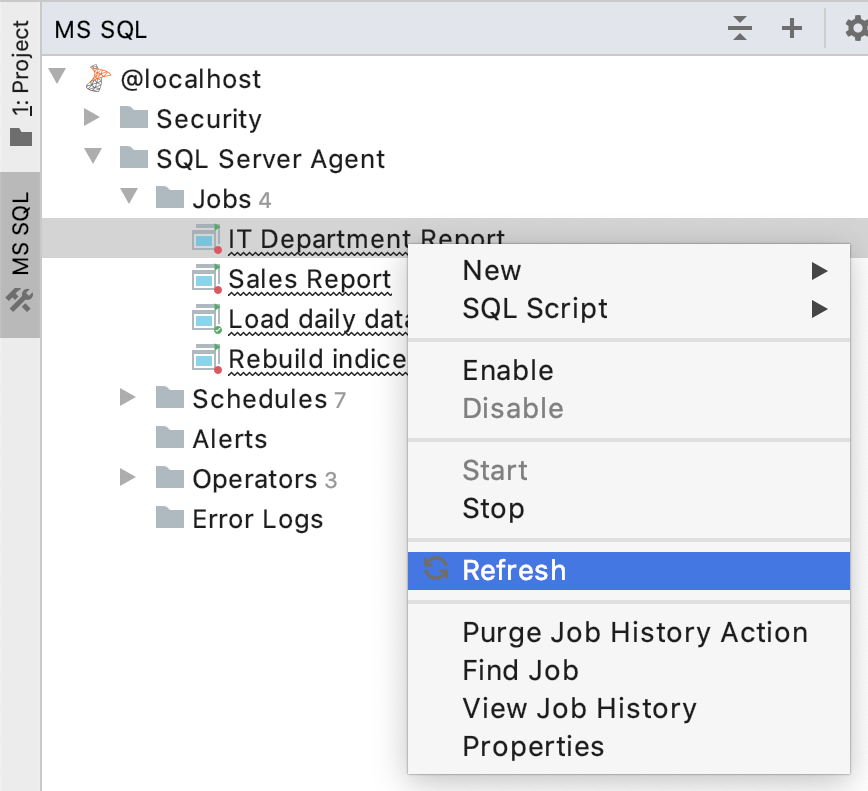 1: Project
MS SQL
MS SQL
@localhost
Security
SQL Server Agent
Jobs 4
IT Department Report
Sales Report
Load daily data
Rebuild indice
Schedules 7
Alerts
Operators 3
Error Logs
New
SQL Script
Enable
Disable
Start
Stop
Refresh
Purge Job History Action
Find Job
View Job History
Properties